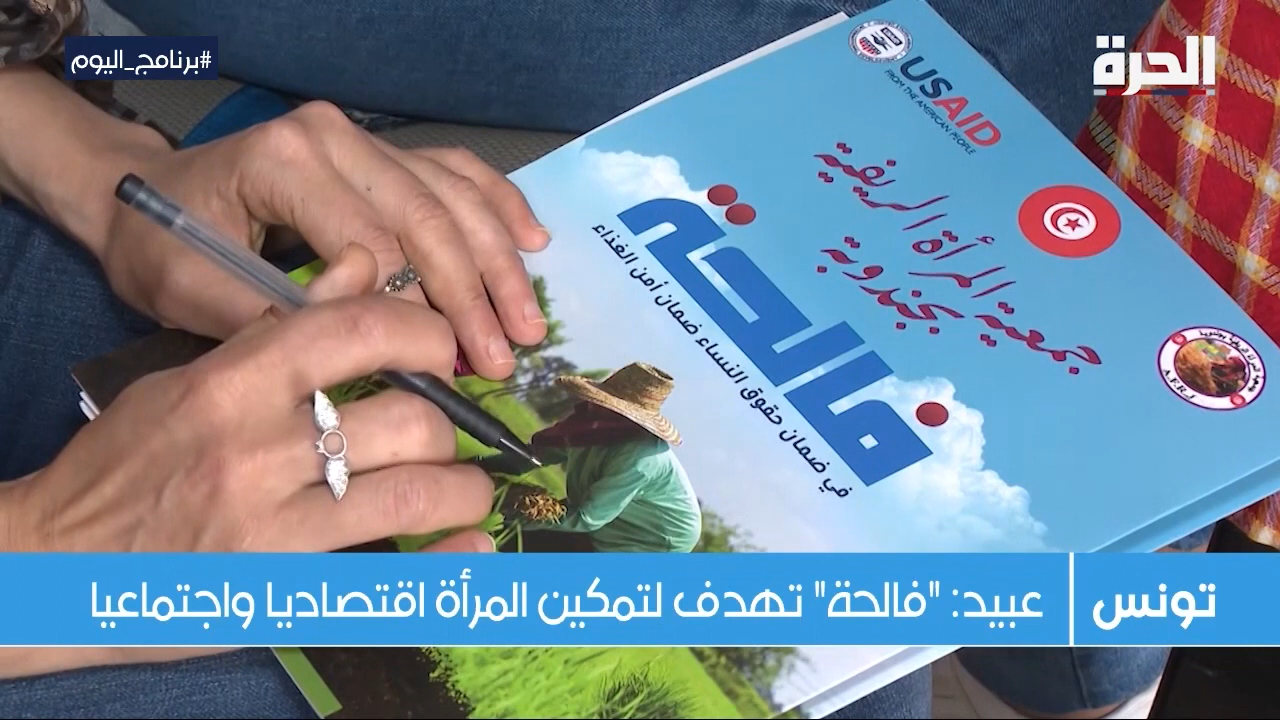 #برنامج_اليوم
الحرة
USAID
FROM THE AMERICAN PEOPLE
جمعية المرأة الريفية
بجندوبة
فالحة
في ضمان حقوق النساء ضمان أمن الغذاء
A.F.R.J
تونس
عبيد: "فالحة" تهدف لتمكين المرأة اقتصاديا واجتماعيا